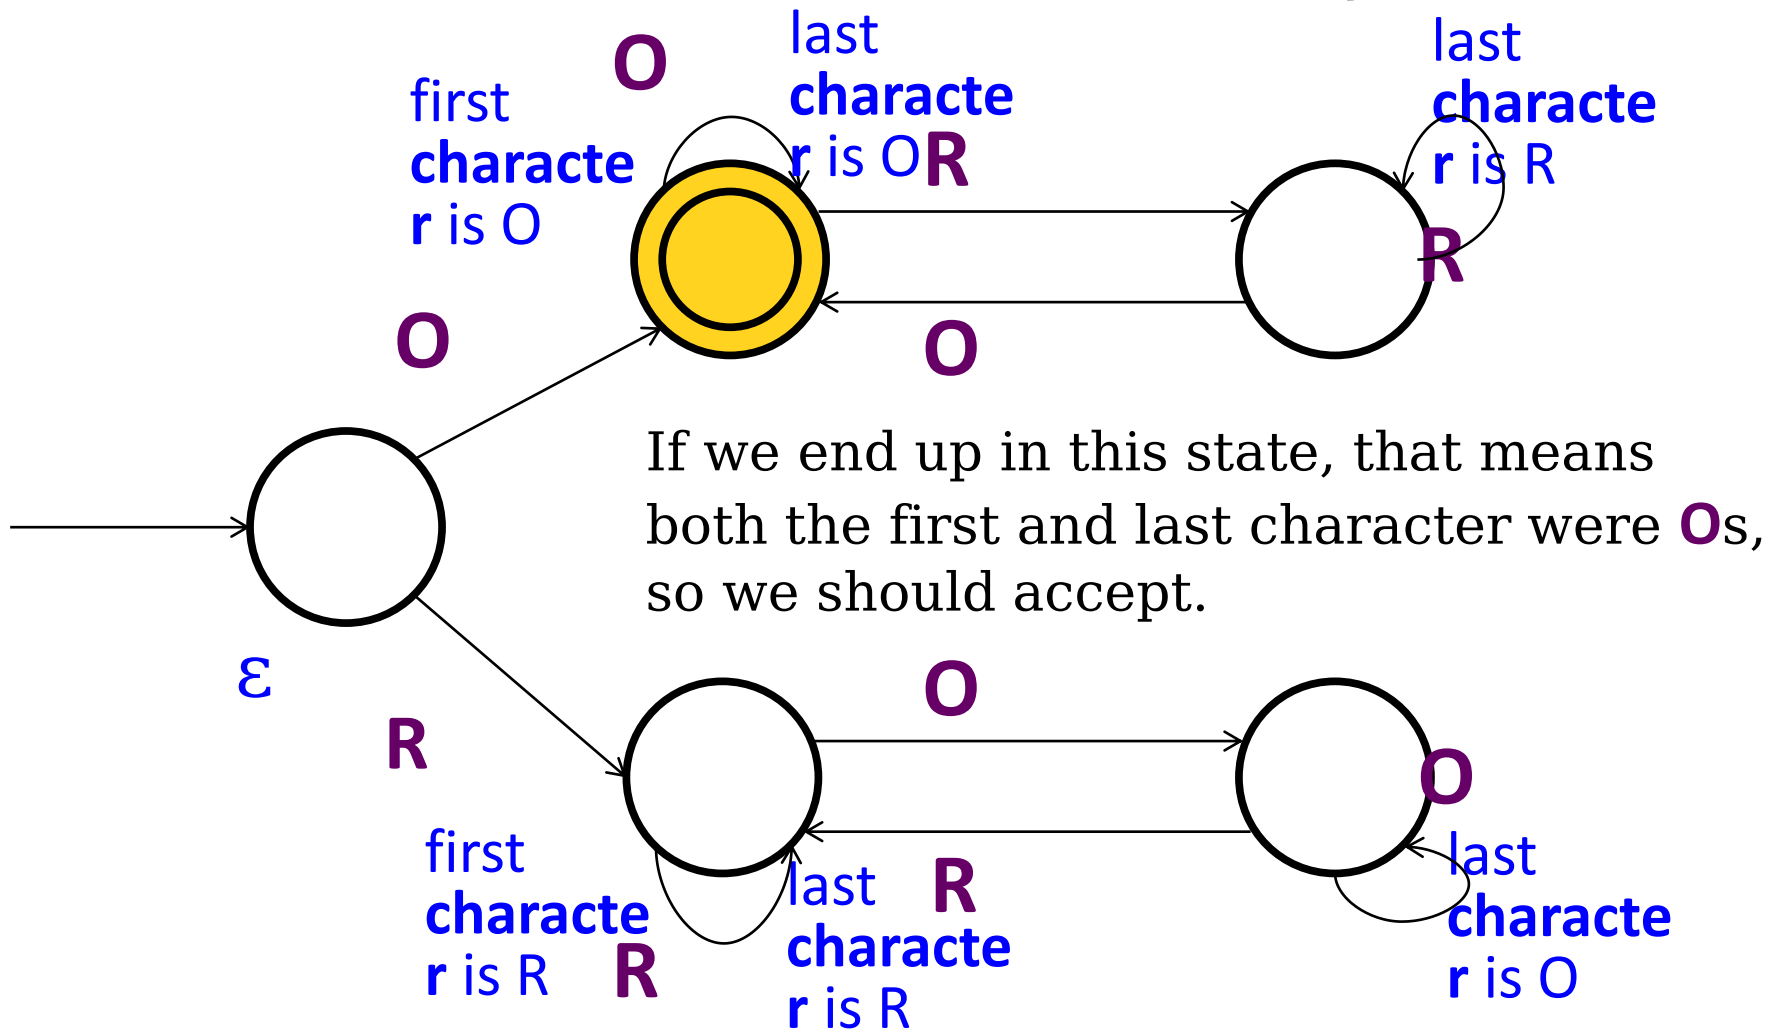 O
last
characte
r is O
last
characte
r is R
first
characte
r is O
R
R
O
O
If we end up in this state, that means
both the first and last character were Os,
so we should accept.
ε
O
R
O
first
characte
r is R
R
last
characte
r is R
R
last
characte
r is O